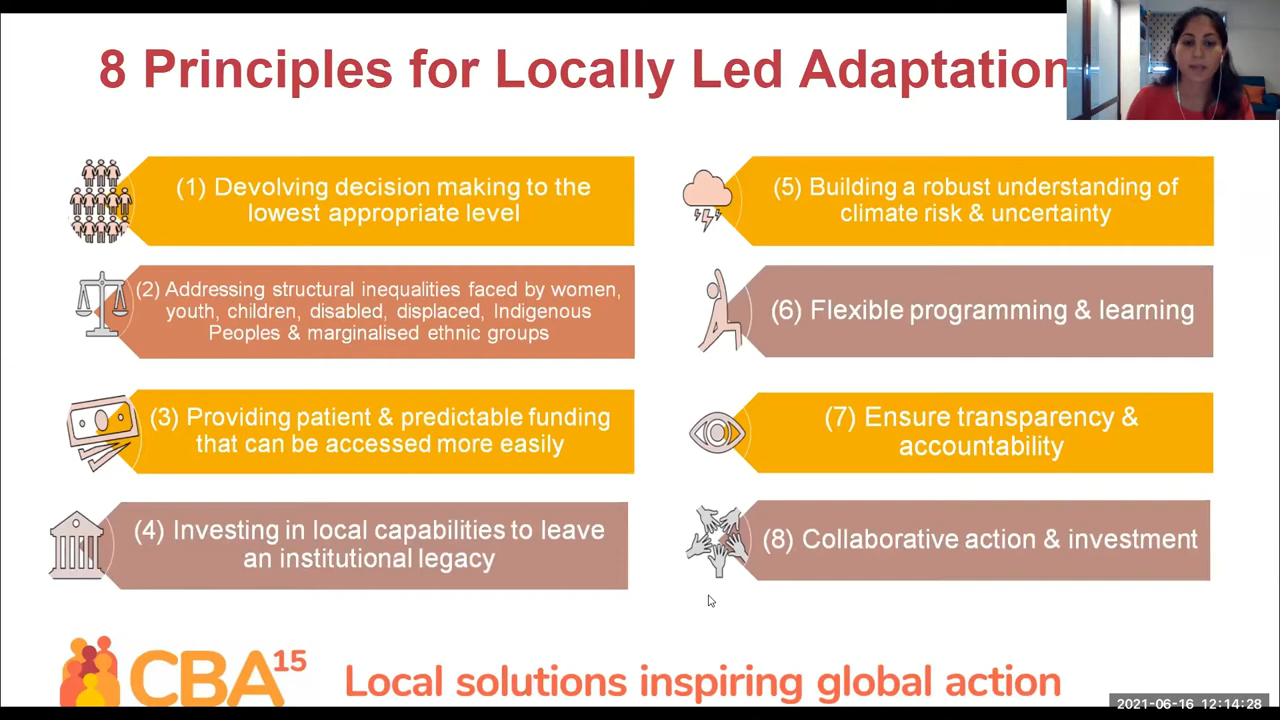 8 Principles for Locally Led Adaptation
(1) Devolving decision making to the
lowest appropriate level
(2) Addressing structural inequalities faced by women,
youth, children, disabled, displaced, Indigenous
Peoples & marginalised ethnic groups
(3) Providing patient & predictable funding
that can be accessed more easily
(4) Investing in local capabilities to leave
an institutional legacy
(5) Building a robust understanding of
climate risk & uncertainty
(6) Flexible programming & learning
(7) Ensure transparency &
accountability
(8) Collaborative action & investment
CBA15
Local solutions inspiring global action
2021-06-16 12:14:28